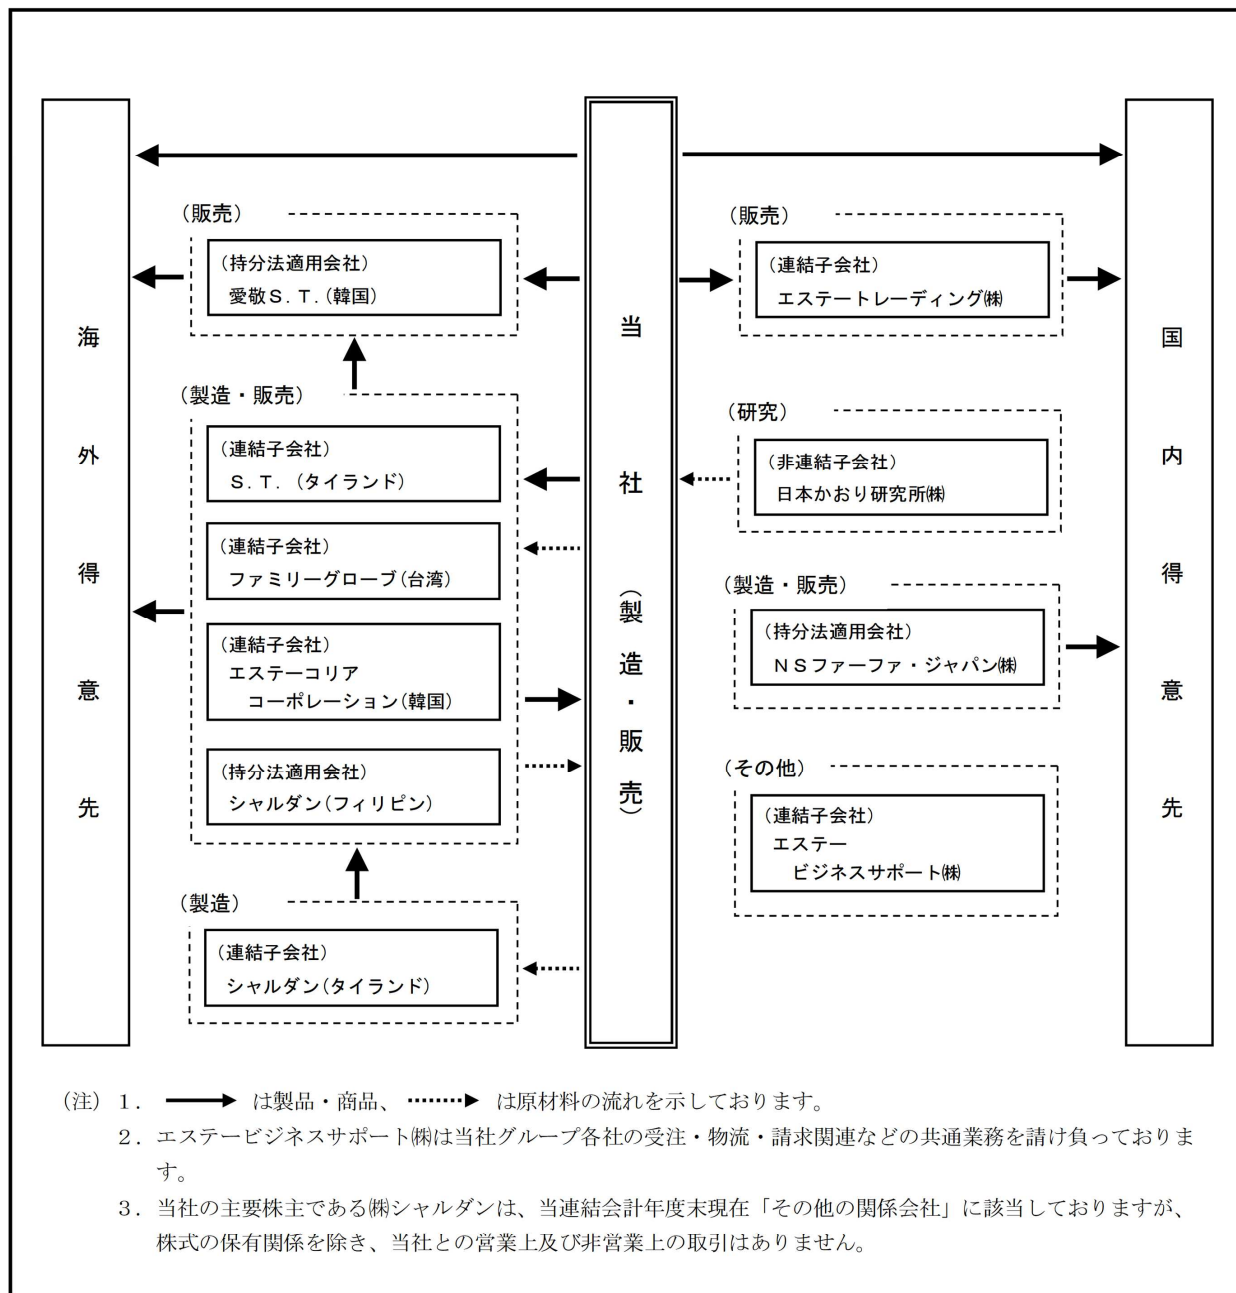 海外得意先
(販売)
(持分法適用会社)
愛敬S.T.(韓国)
(製造・販売)
(連結子会社)
S.T.(タイランド)
(連結子会社)
ファミリーグローブ(台湾)
(連結子会社)
エステーコリア
コーポレーション(韓国)
(持分法適用会社)
シャルダン(フィリピン)
(製造)
(連結子会社)
シャルダン(タイランド)
当社(製造・販売)
(販売)
(連結子会社)
エステートレーディング㈱
(研究)
(非連結子会社)
日本かおり研究所㈱
(製造・販売)
(持分法適用会社)
NSファーファ・ジャパン㈱
(その他)
(連結子会社)
エステー
ビジネスサポート㈱
国内得意先
(注)1. は製品・商品、 は原材料の流れを示しております。
2.エステービジネスサポート㈱は当社グループ各社の受注・物流・請求関連などの共通業務を請け負っておりま
す。
3.当社の主要株主である㈱シャルダンは、当連結会計年度末現在「その他の関係会社」に該当しておりますが、
株式の保有関係を除き、当社との営業上及び非営業上の取引はありません。